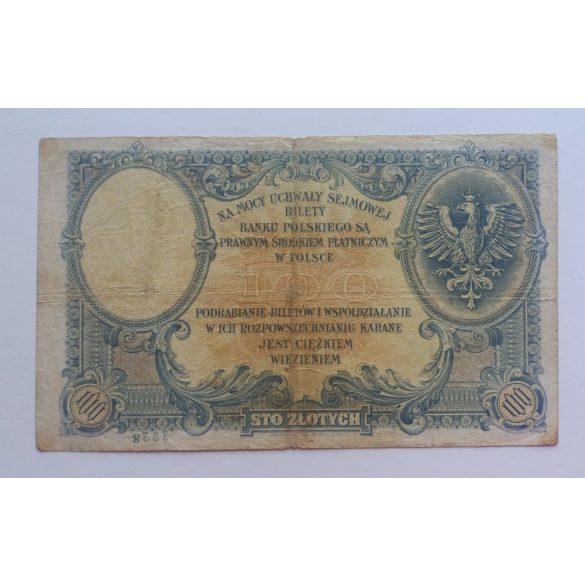 NA MOCY UCHWAŁY SEJMOWEJ
BILETY
BANKU POLSKIEGO SĄ
PRAWNYM ŚRODKIEM PŁATNICZYM
W POLSCE
100
PODRABIANIE BILETÓW I WSPÓŁDZIAŁANIE
W ICH ROZPOWSZECHNIANIU KARANE
JEST CIĘŻKIEM
WIĘZIENIEM
100
STO ZŁOTYCH
100